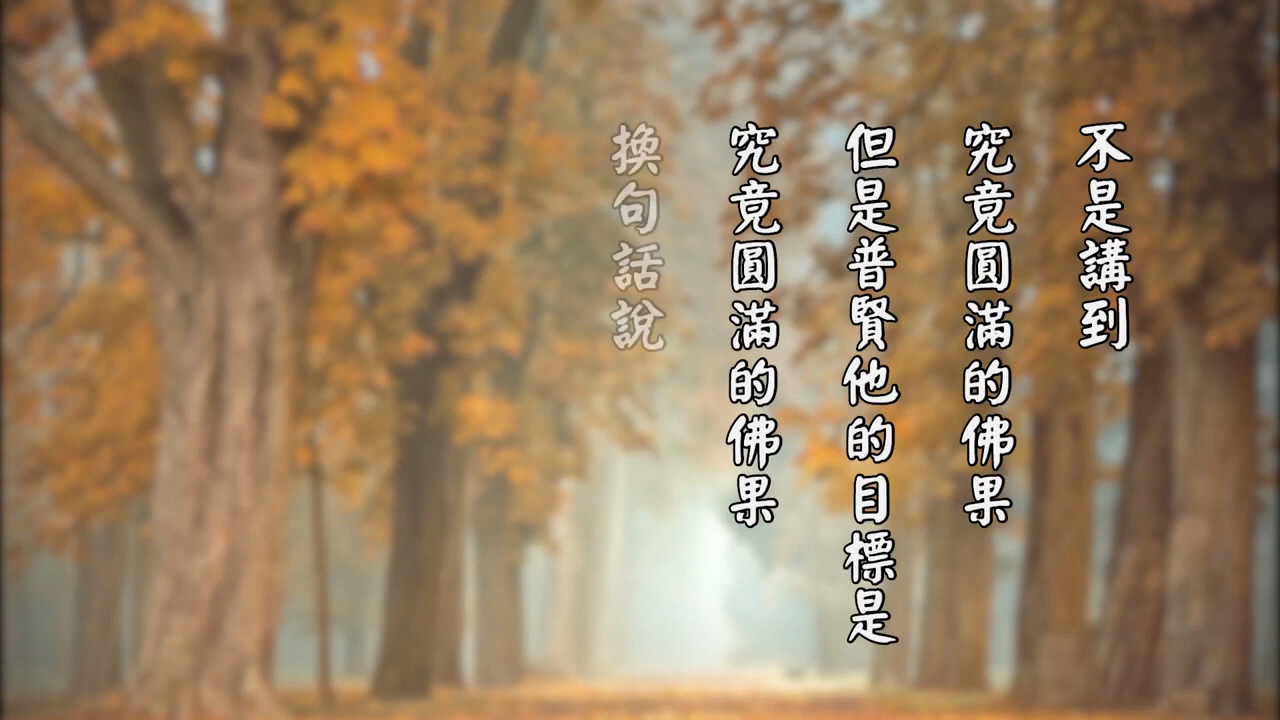 不是講到
究竟圓滿的佛果
但是普賢他的目標是
究竟圓滿的佛果
換句話說